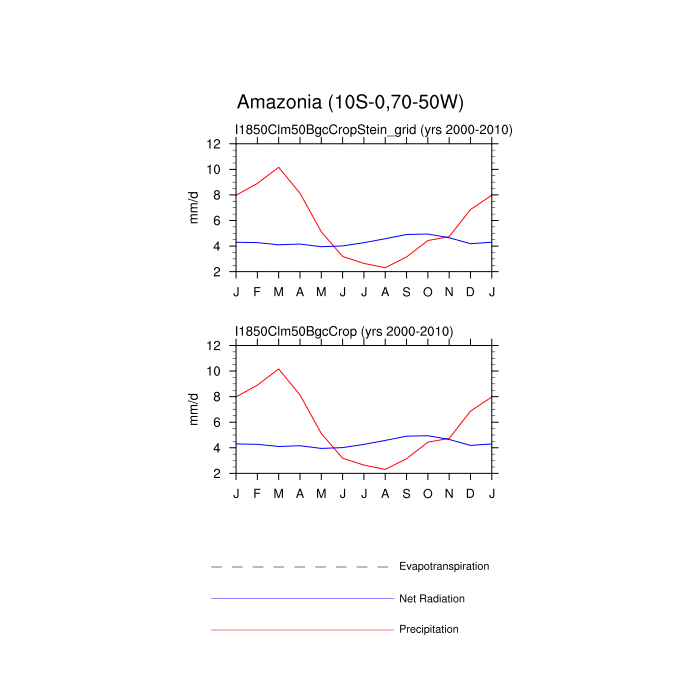 Amazonia (10S-0,70-50W)
I1850Clm50BgcCropStein_grid (yrs 2000-2010)
12
10
8
6
4
2
mm/d
J F M A M J J A S O N D J
I1850Clm50BgcCrop (yrs 2000-2010)
12
10
8
6
4
2
mm/d
J F M A M J J A S O N D J
Evapotranspiration
Net Radiation
Precipitation